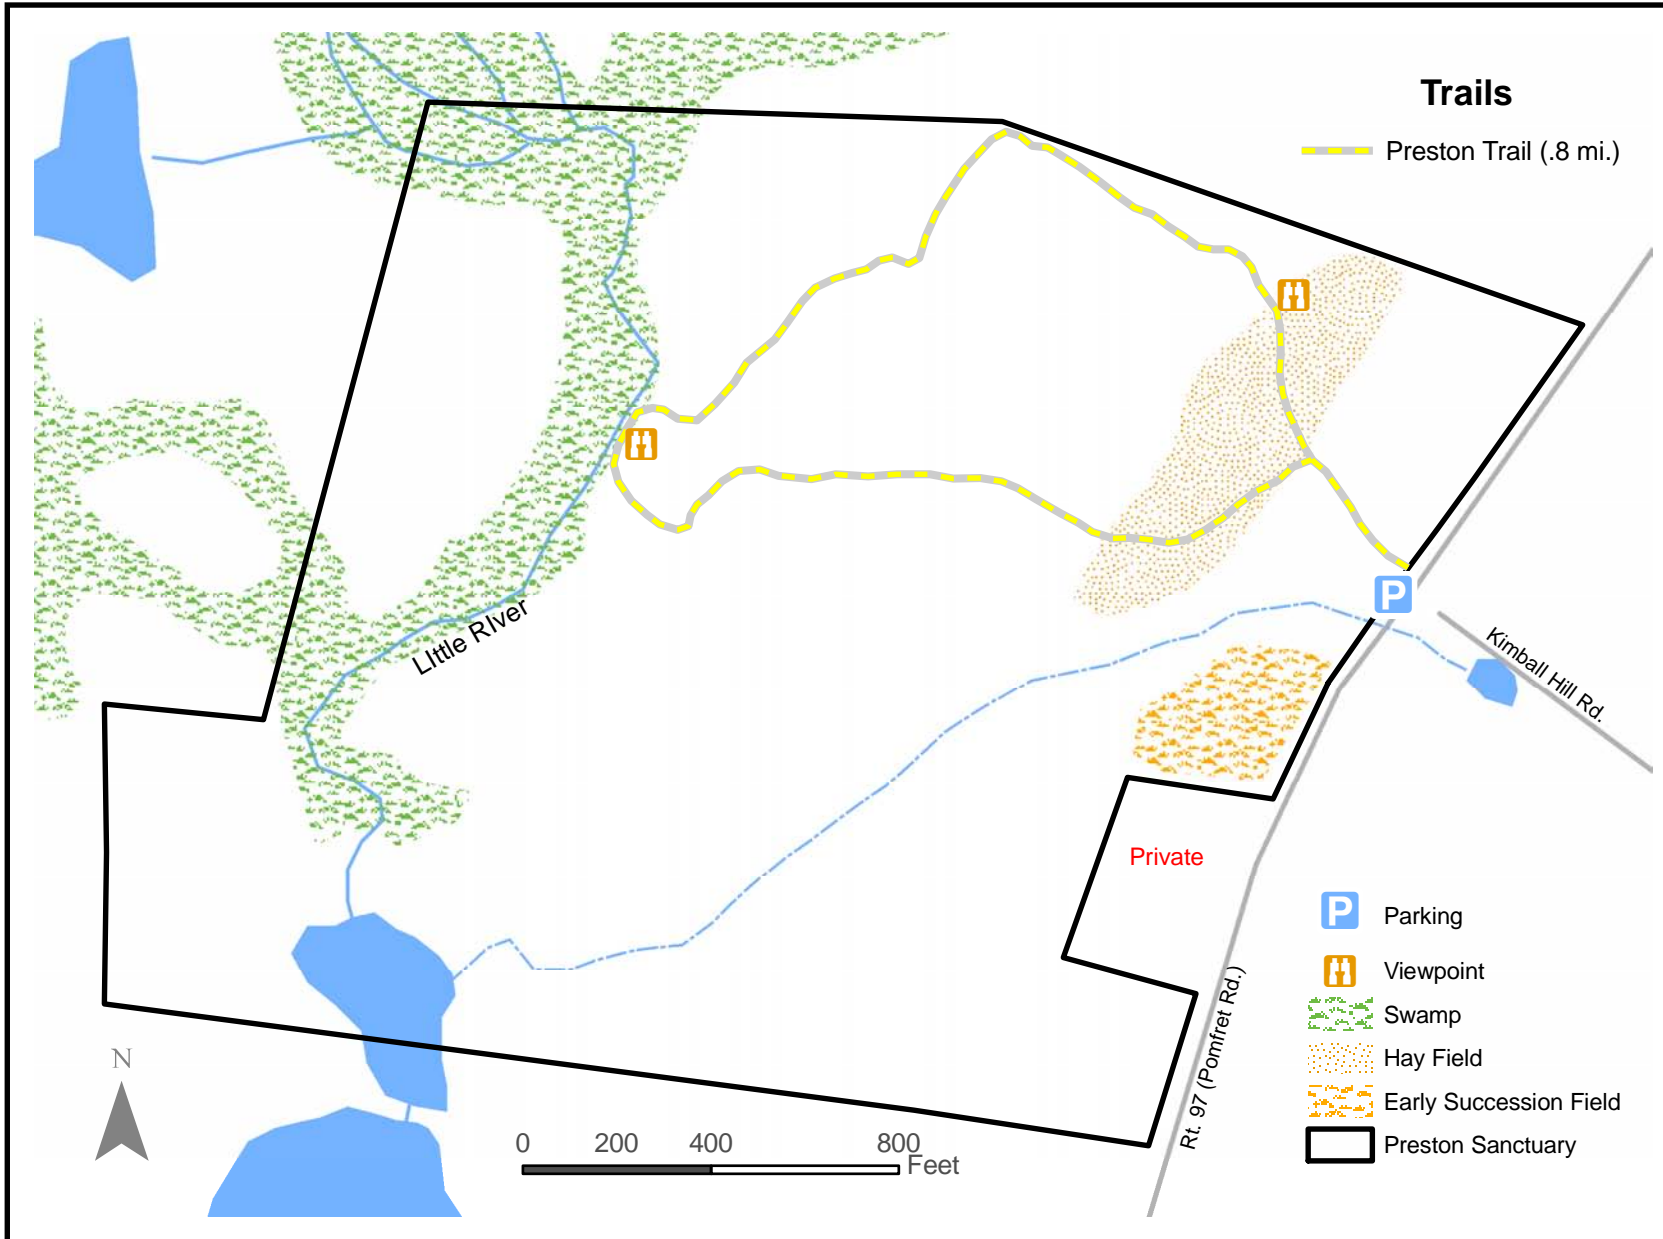 Trails
Preston Trail (.8 mi.)
LIttle RIver
P
Kimball Hill Rd.
Private
Rt. 97 (Pomfret Rd.)
P Parking
Viewpoint
Swamp
Hay Field
Early Succession Field
Preston Sanctuary
N
0 200 400 800
Feet